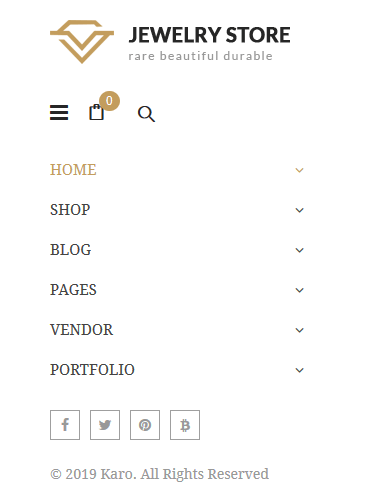 JEWELRY STORE
rare beautiful durable
0
HOME
SHOP
BLOG
PAGES
VENDOR
PORTFOLIO
© 2019 Karo. All Rights Reserved